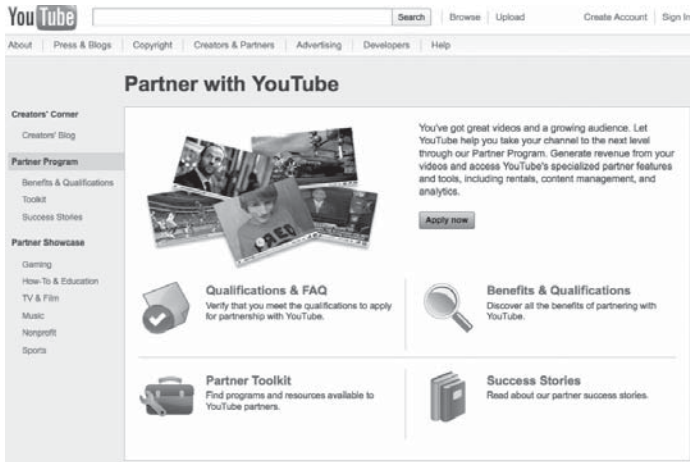 YouTube Search Browse Upload Create Account Sign In
About Press & Blogs Copyright Creators & Partners Advertising Developers Help
Partner with YouTube
Creators' Corner
Creators' Blog
Partner Program
Benefits & Qualifications
Toolkit
Success Stories
Partner Showcase
Gaming
How-To & Education
TV & Film
Music
Nonprofit
Sports
You've got great videos and a growing audience. Let
YouTube help you take your channel to the next level
through our Partner Program. Generate revenue from your
videos and access YouTube's specialized partner features
and tools, including rentals, content management, and
analytics.
Apply now
Qualifications & FAQ
Verify that you meet the qualifications to apply
for partnership with YouTube.
Benefits & Qualifications
Discover all the benefits of partnering with
YouTube.
Partner Toolkit
Find programs and resources available to
YouTube partners.
Success Stories
Read about our partner success stories.